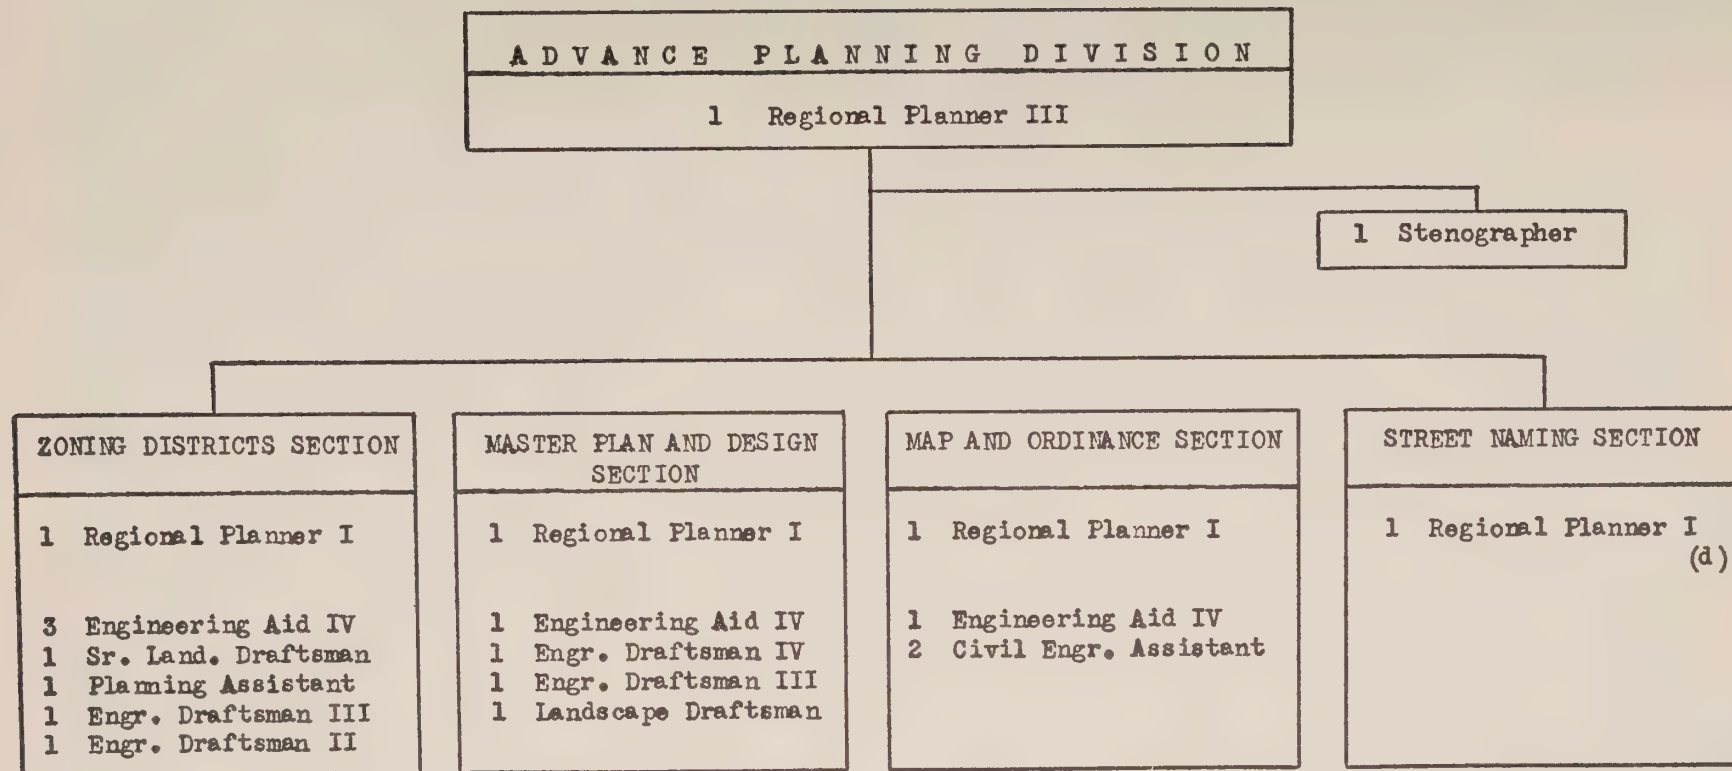 ADVANCE PLANNING DIVISION
1 Regional Planner III
1 Stenographer
ZONING DISTRICTS SECTION
1 Regional Planner I
3 Engineering Aid IV
1 Sr. Land. Draftsman
1 Planning Assistant
1 Engr. Draftsman III
1 Engr. Draftsman II
MASTER PLAN AND DESIGN
SECTION
1 Regional Planner I
1 Engineering Aid IV
1 Engr. Draftsman IV
1 Engr. Draftsman III
1 Landscape Draftsman
MAP AND ORDINANCE SECTION
1 Regional Planner I
1 Engineering Aid IV
2 Civil Engr. Assistant
STREET NAMING SECTION
1 Regional Planner I
(d)